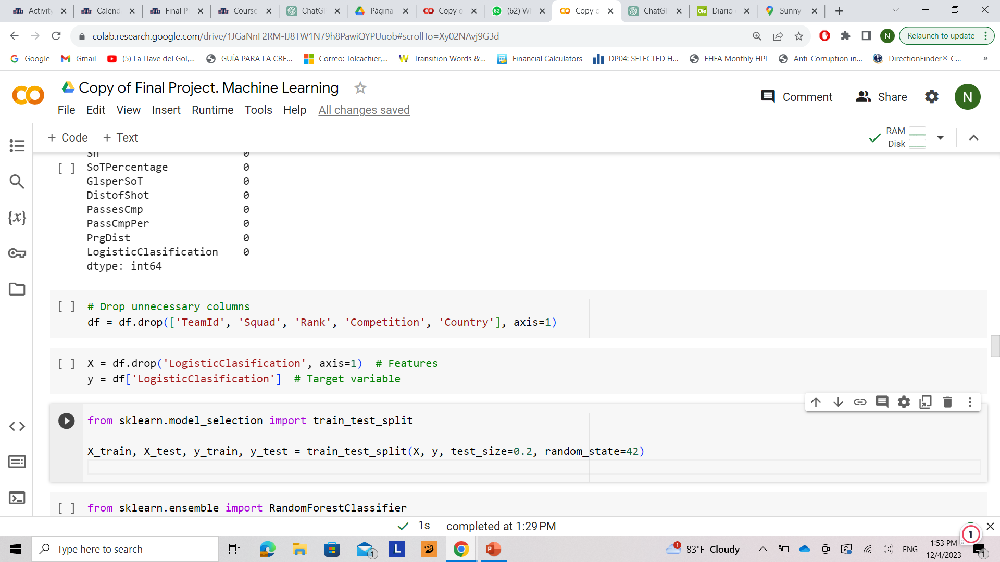 Activity
Calend
Final P
Course
ChatGP
Página
Copy o
(62) W
Copy o
ChatGP
Olé Diario
Sunny
colab.research.google.com/drive/1JGaNnF2RM-IJ8TW1N79h8PawiQYPUuob#scrollTo=Xy02NAvj9G3d
N
Relaunch to update
Google
Gmail
(5) La Llave del Gol,...
GUÍA PARA LA CRE...
Correo: Tolcachier,...
Transition Words &...
Financial Calculators
DP04: SELECTED H...
FHFA Monthly HPI
Anti-Corruption in...
DirectionFinder® C...
»
Copy of Final Project. Machine Learning
Comment
Share
N
File Edit View Insert Runtime Tools Help All changes saved
+ Code + Text
RAM
Disk
Sh 0
[ ] SoTPercentage 0
GlsperSoT 0
DistofShot 0
PassesCmp 0
PassCmpPer 0
PrgDist 0
LogisticClasification 0
dtype: int64
[ ] # Drop unnecessary columns
df = df.drop(['TeamId', 'Squad', 'Rank', 'Competition', 'Country'], axis=1)
[ ] X = df.drop('LogisticClasification', axis=1) # Features
y = df['LogisticClasification'] # Target variable
from sklearn.model_selection import train_test_split
X_train, X_test, y_train, y_test = train_test_split(X, y, test_size=0.2, random_state=42)
[ ] from sklearn.ensemble import RandomForestClassifier
1s completed at 1:29 PM
1
Type here to search
1
L
P
1
83°F Cloudy
ENG
1:53 PM
12/4/2023
1